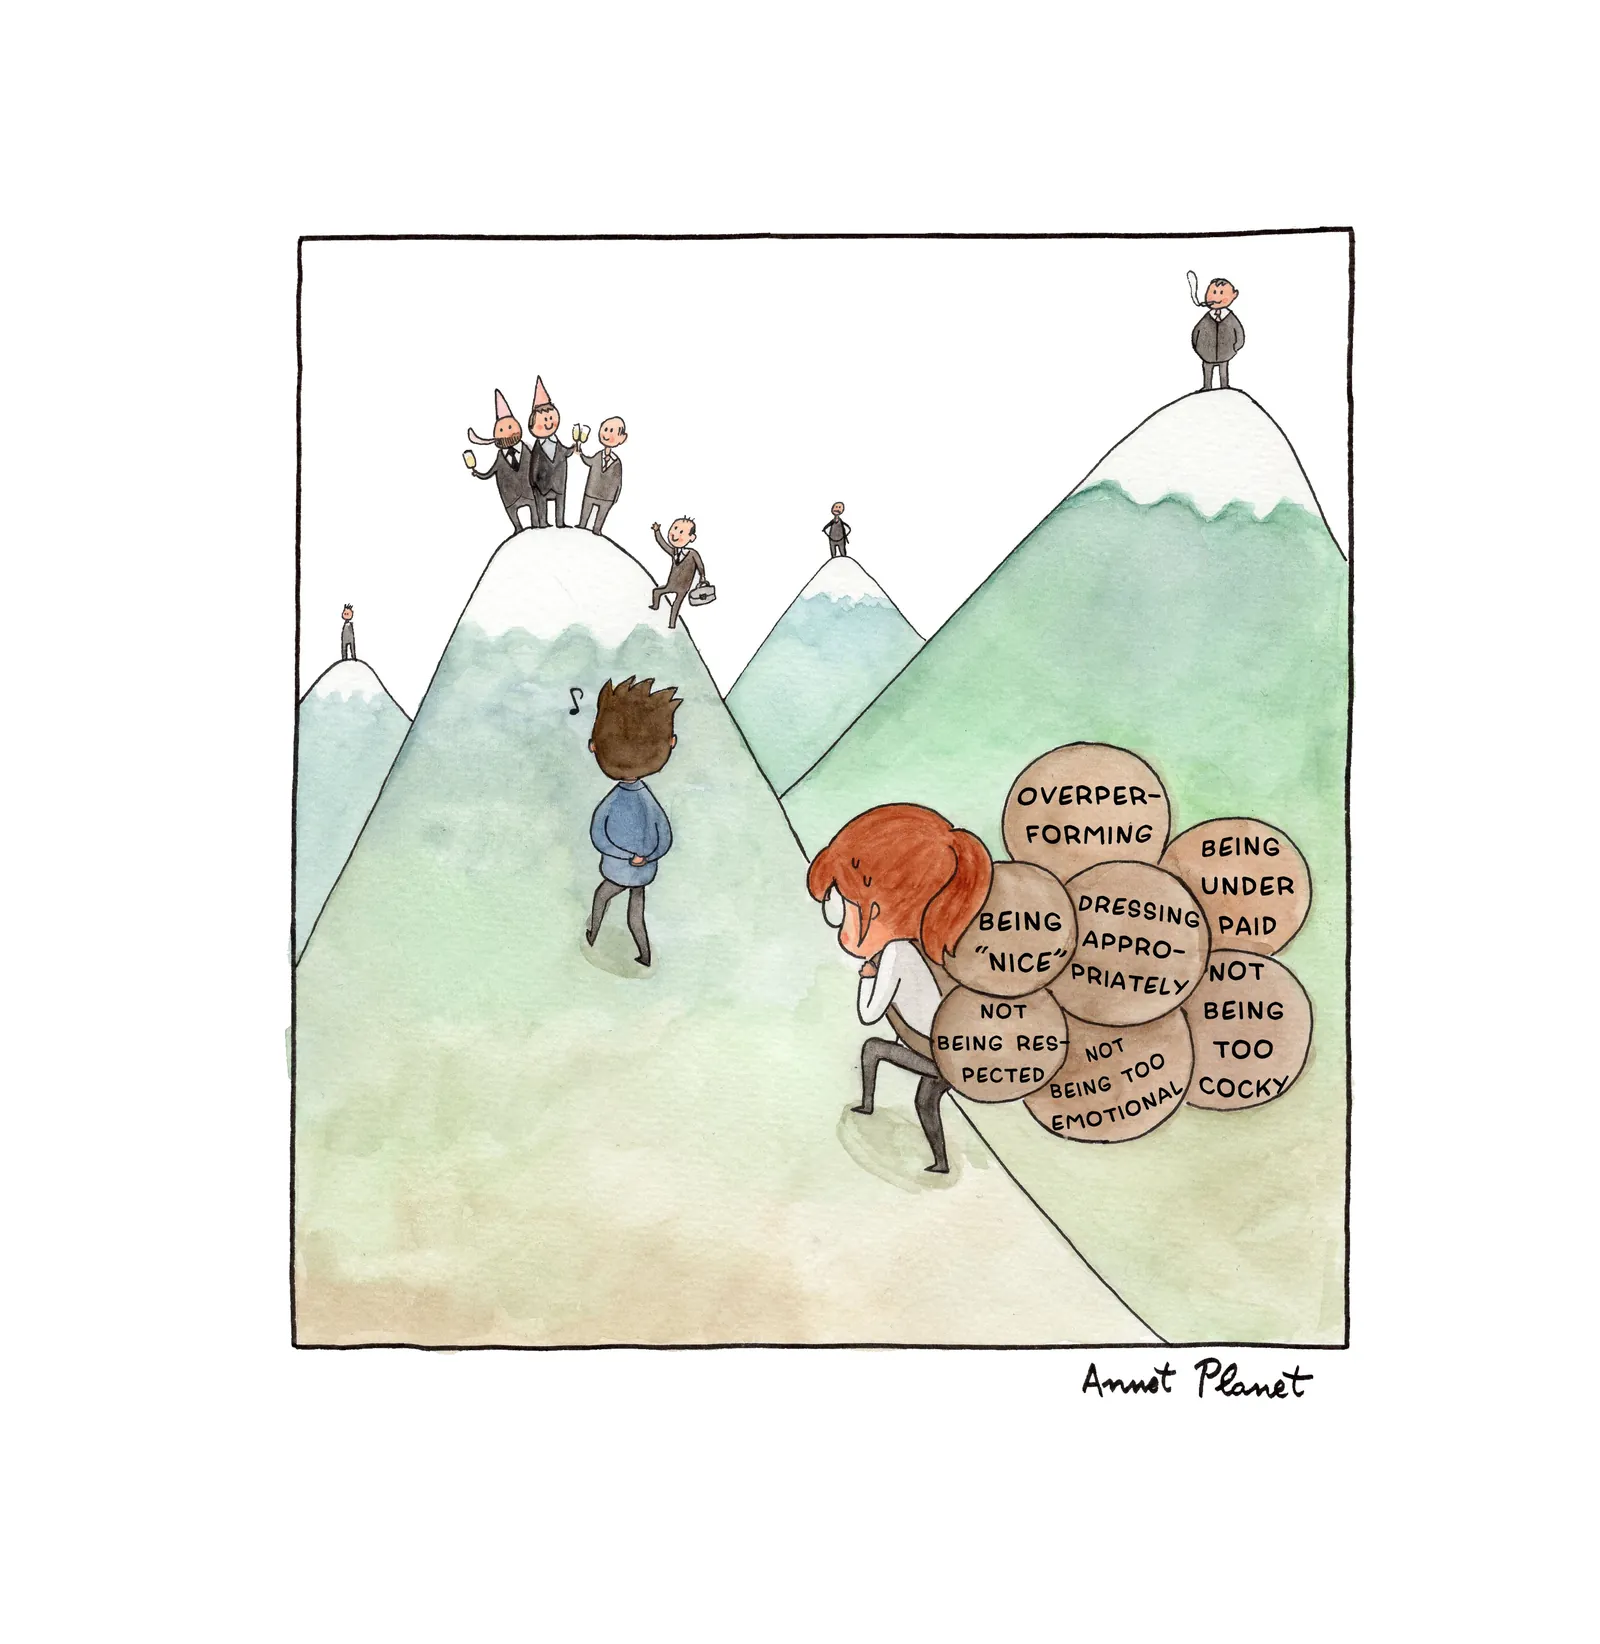 OVERPER-
FORMING
BEING
UNDER
PAID
BEING
"NICE"
DRESSING
APPRO-
PRIATELY
NOT
BEING
TOO
COCKY
NOT
BEING RES-
PECTED
NOT
BEING TOO
EMOTIONAL
Annet Planet